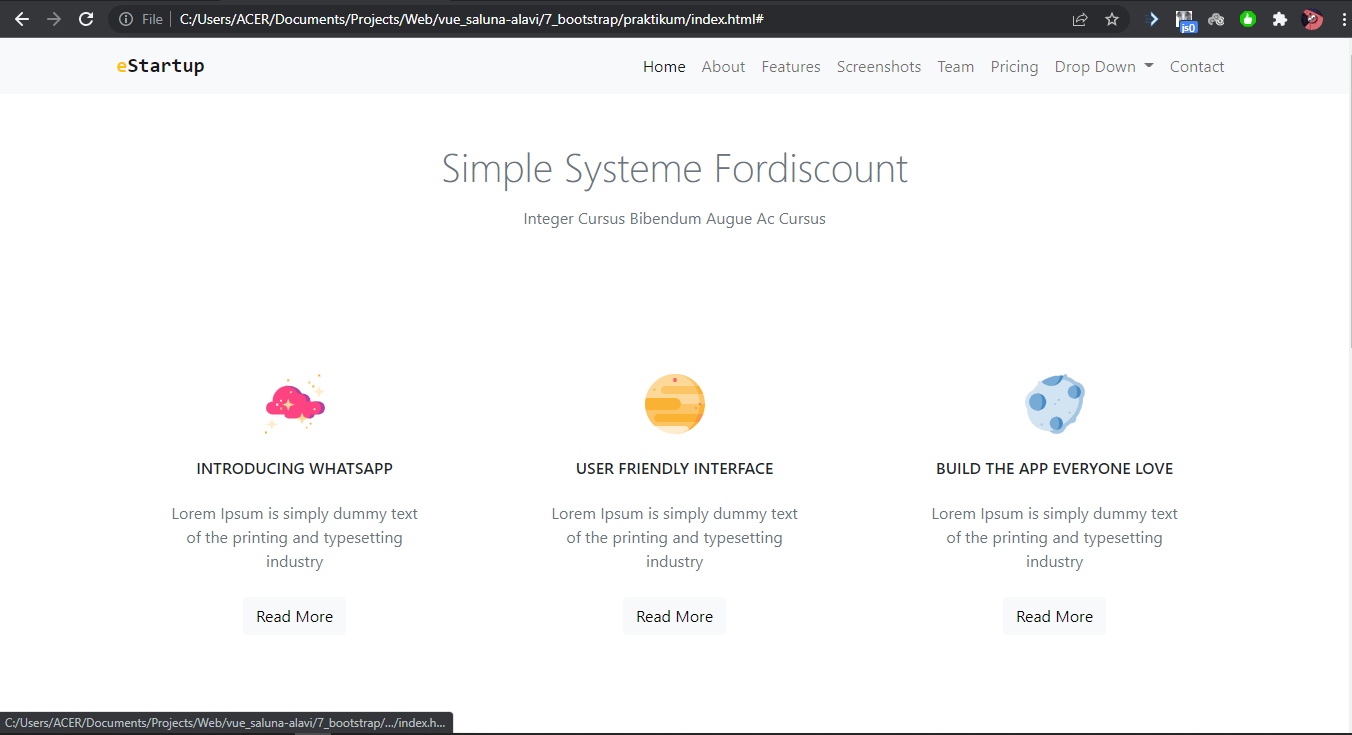 File C:/Users/ACER/Documents/Projects/Web/vue_saluna-alavi/7_bootstrap/praktikum/index.html#
js0
eStartup Home About Features Screenshots Team Pricing Drop Down Contact
Simple Systeme Fordiscount
Integer Cursus Bibendum Augue Ac Cursus
INTRODUCING WHATSAPP
Lorem Ipsum is simply dummy text
of the printing and typesetting
industry
Read More
USER FRIENDLY INTERFACE
Lorem Ipsum is simply dummy text
of the printing and typesetting
industry
Read More
BUILD THE APP EVERYONE LOVE
Lorem Ipsum is simply dummy text
of the printing and typesetting
industry
Read More
C:/Users/ACER/Documents/Projects/Web/vue_saluna-alavi/7_bootstrap/.../index.h...